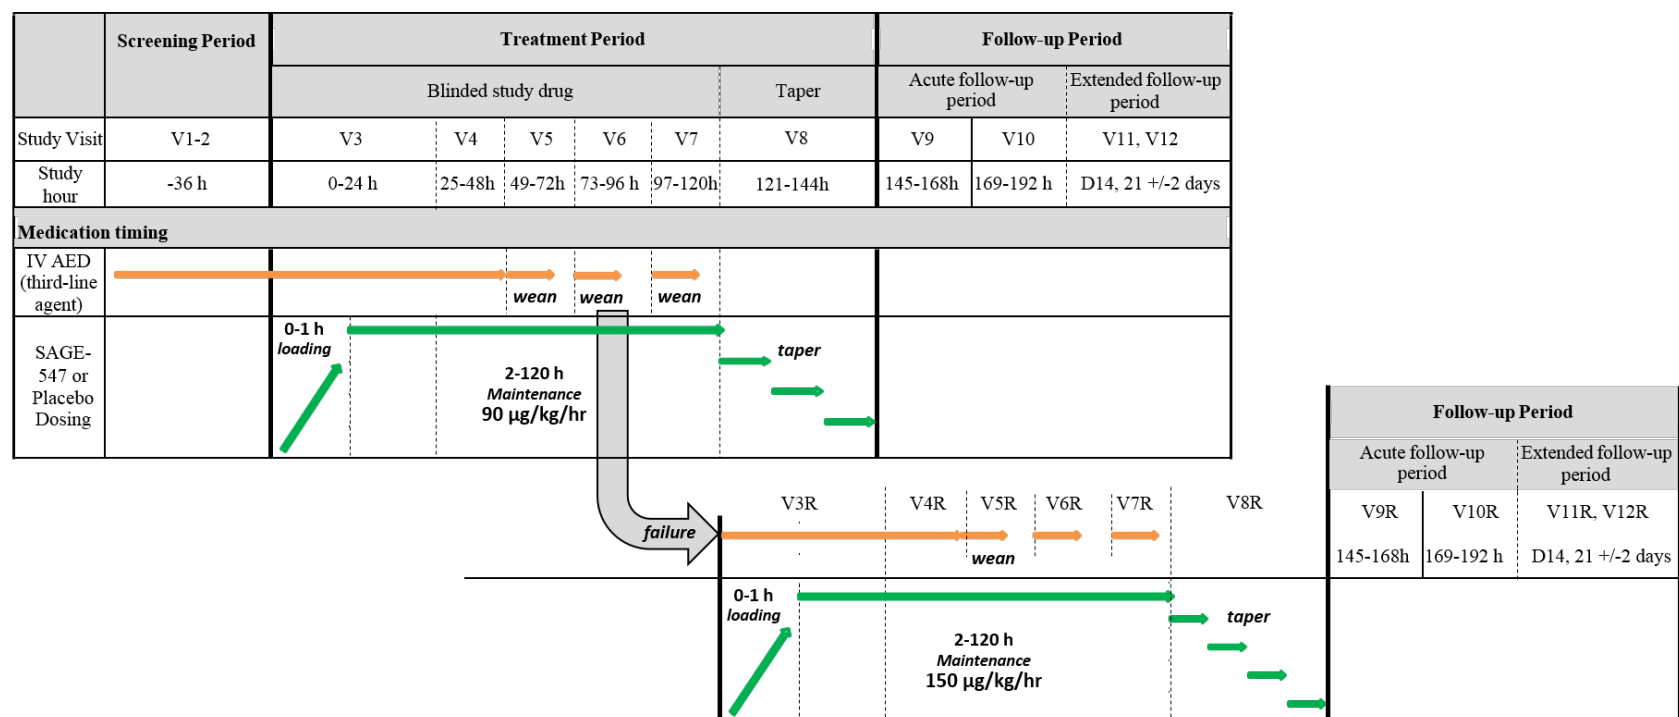 Screening Period
Treatment Period
Follow-up Period
Blinded study drug
Taper
Acute follow-up
period
Extended follow-up
period
Study Visit
V1-2
V3
V4
V5
V6
V7
V8
V9
V10
V11, V12
Study
hour
-36 h
0-24 h
25-48h
49-72h
73-96 h
97-120h
121-144h
145-168h
169-192 h
D14, 21 +/-2 days
Medication timing
IV AED
(third-line
agent)
wean
wean
wean
SAGE-
547 or
Placebo
Dosing
0-1 h
loading
2-120 h
Maintenance
90 µg/kg/hr
taper
failure
Follow-up Period
Acute follow-up
period
Extended follow-up
period
V3R
V4R
V5R
V6R
V7R
V8R
V9R
V10R
V11R, V12R
wean
145-168h
169-192 h
D14, 21 +/-2 days
0-1 h
loading
2-120 h
Maintenance
150 µg/kg/hr
taper